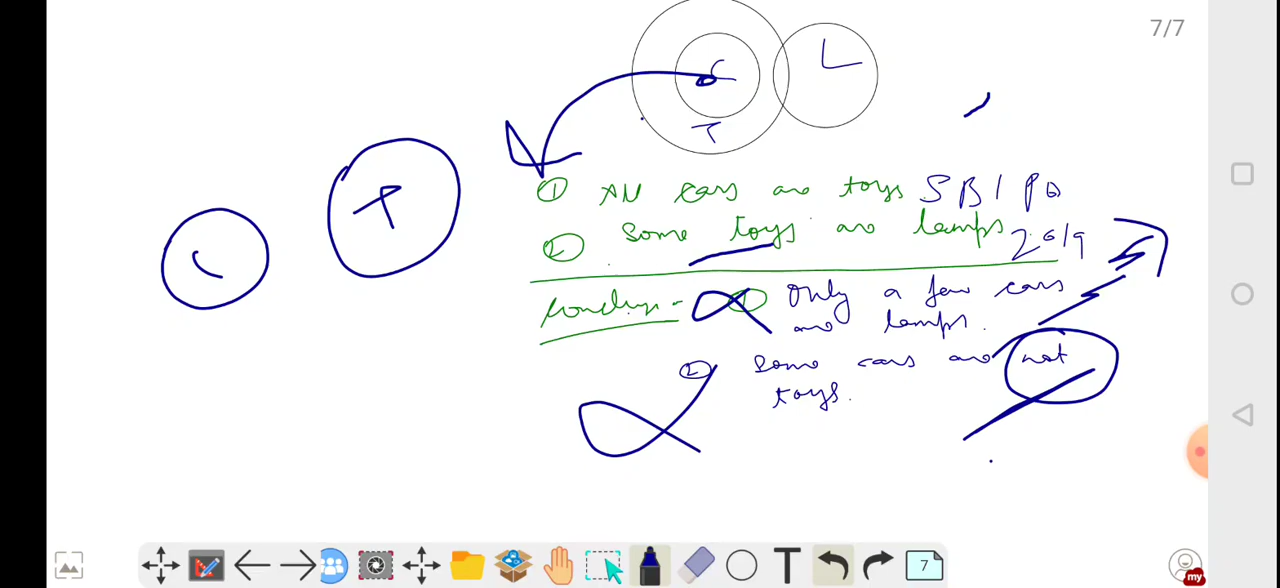 7/7
C
L
T
T
C
① All cars are toys SBI PO
② Some toys are lamps 2019
① Only a few cars
are lamps.
② Some cars are not
toys.
T
7
my